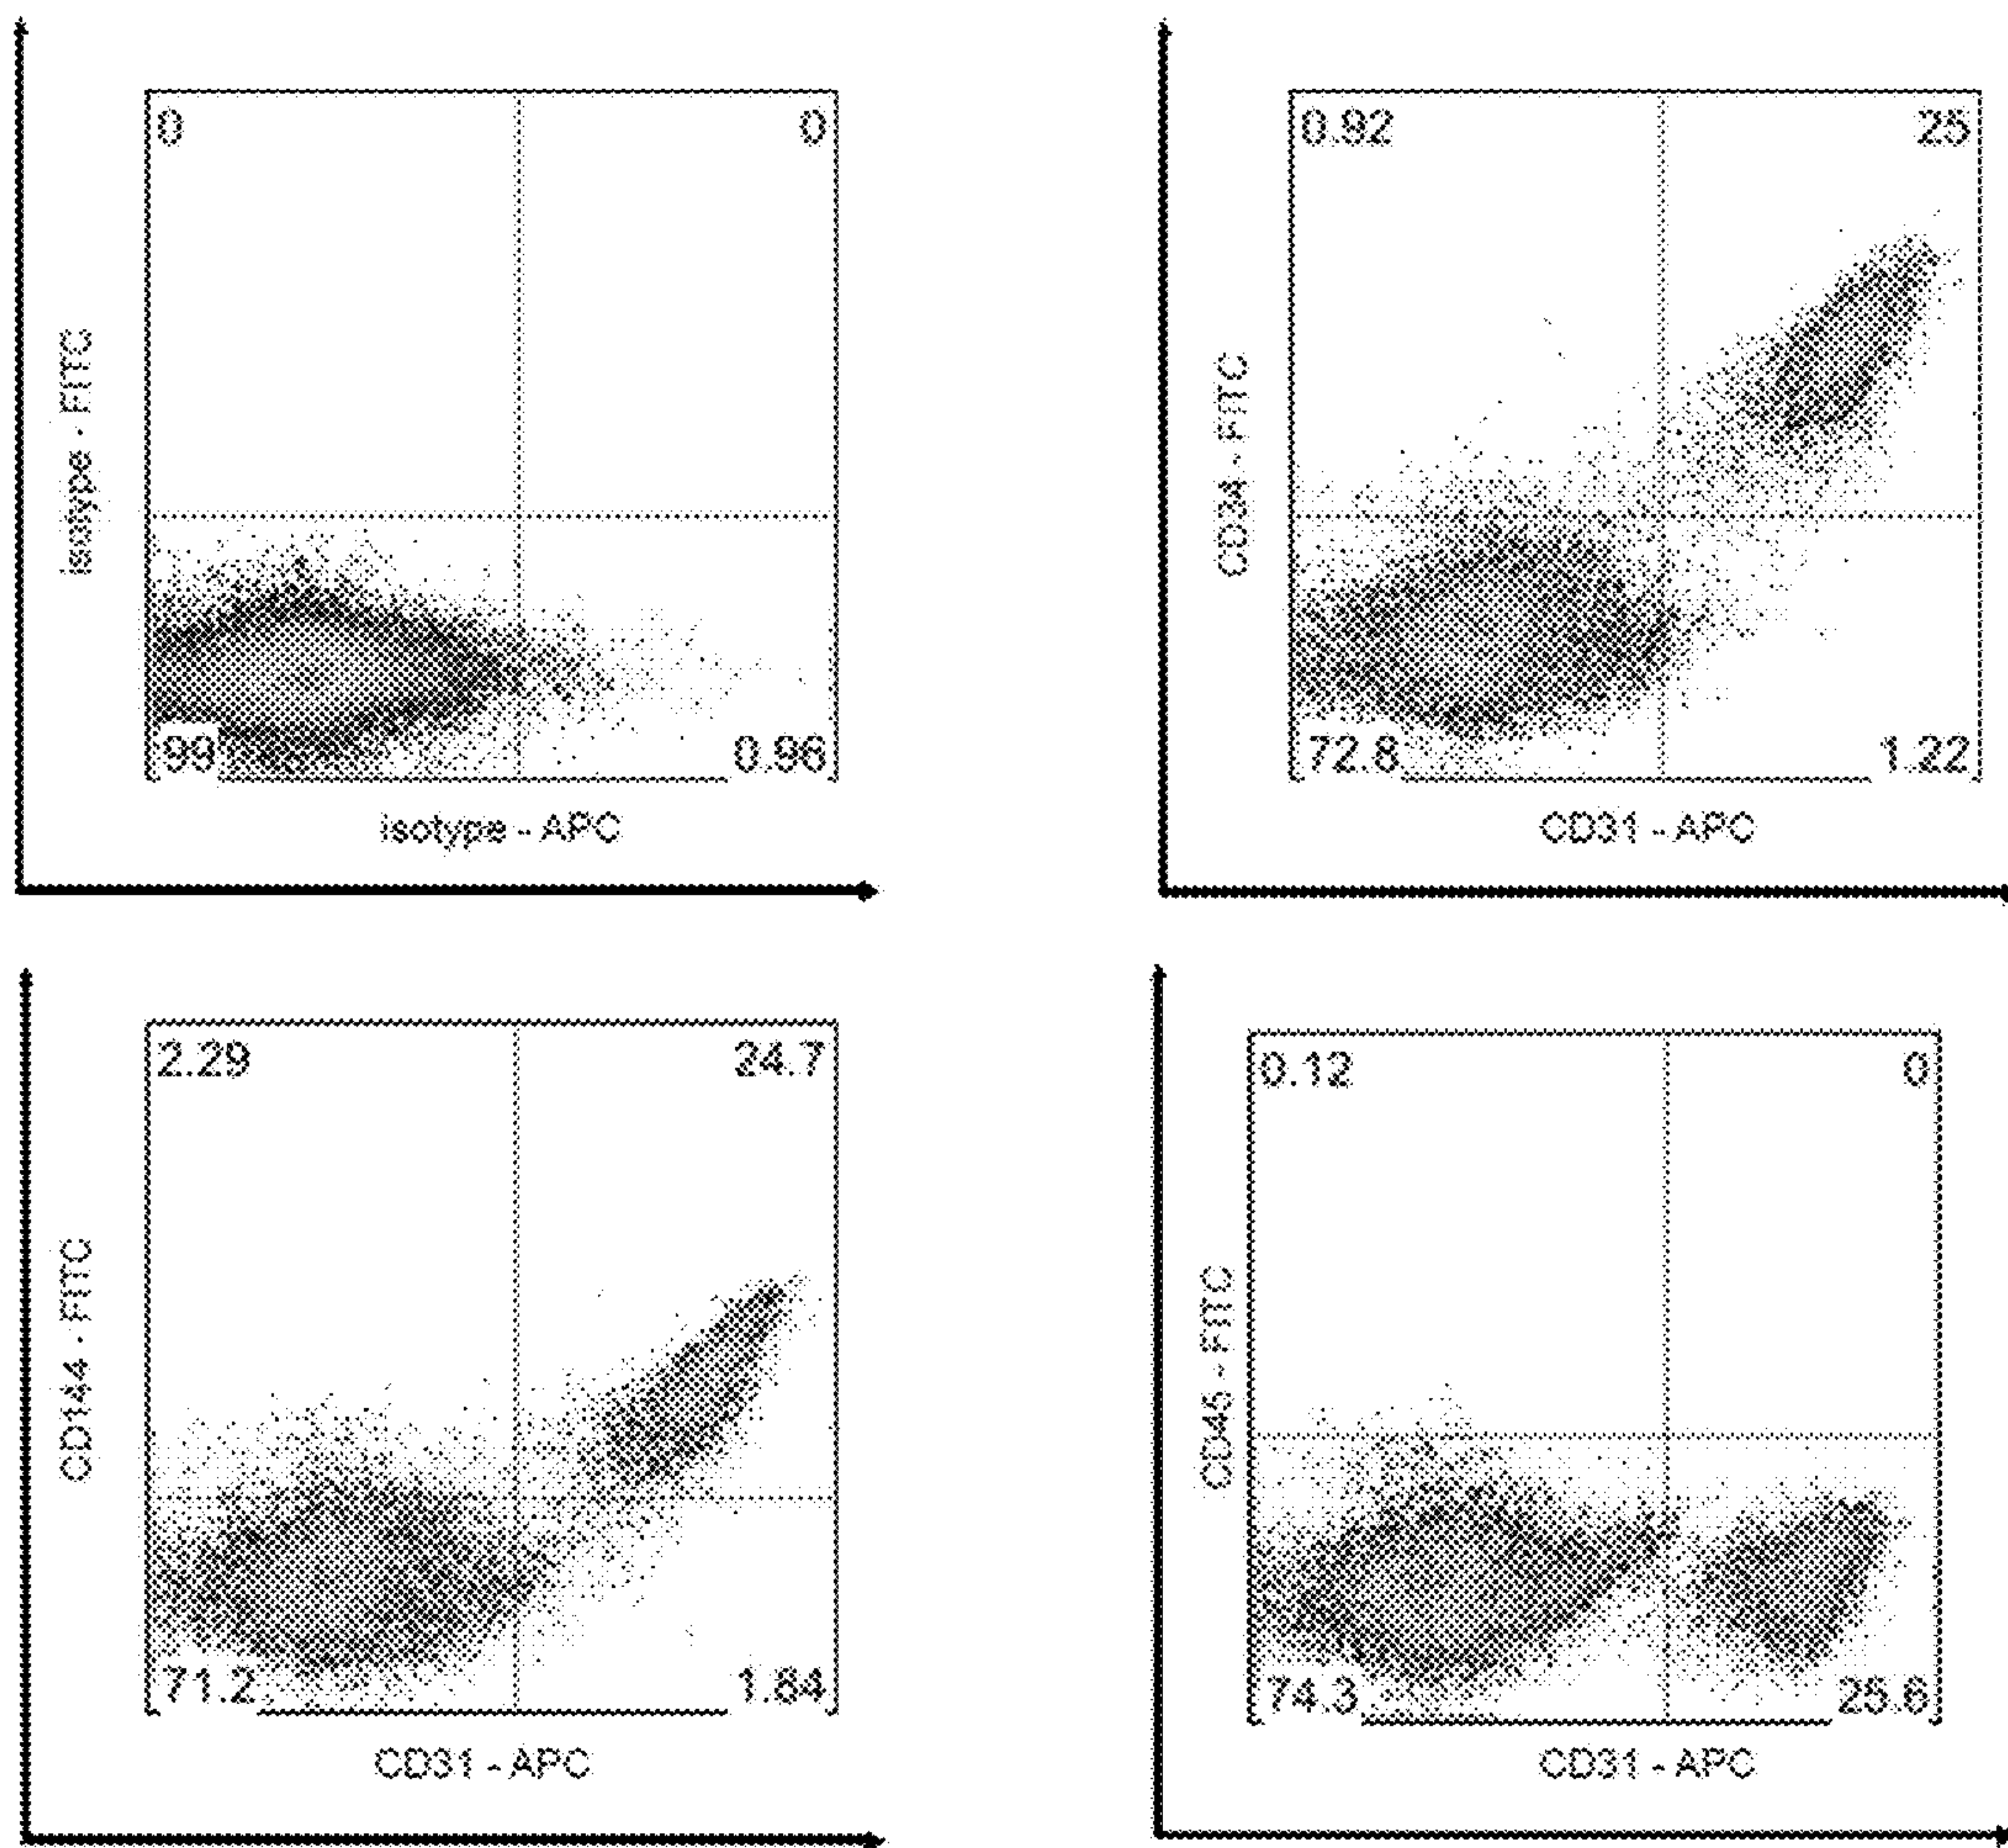 0 0
isotype - FITC
99 0.96
isotype - APC
0.92 25
CD34 - FITC
72.8 1.22
CD31 - APC
2.29 24.7
CD144 - FITC
71.2 1.84
CD31 - APC
0.12 0
CD45 - FITC
74.3 25.6
CD31 - APC